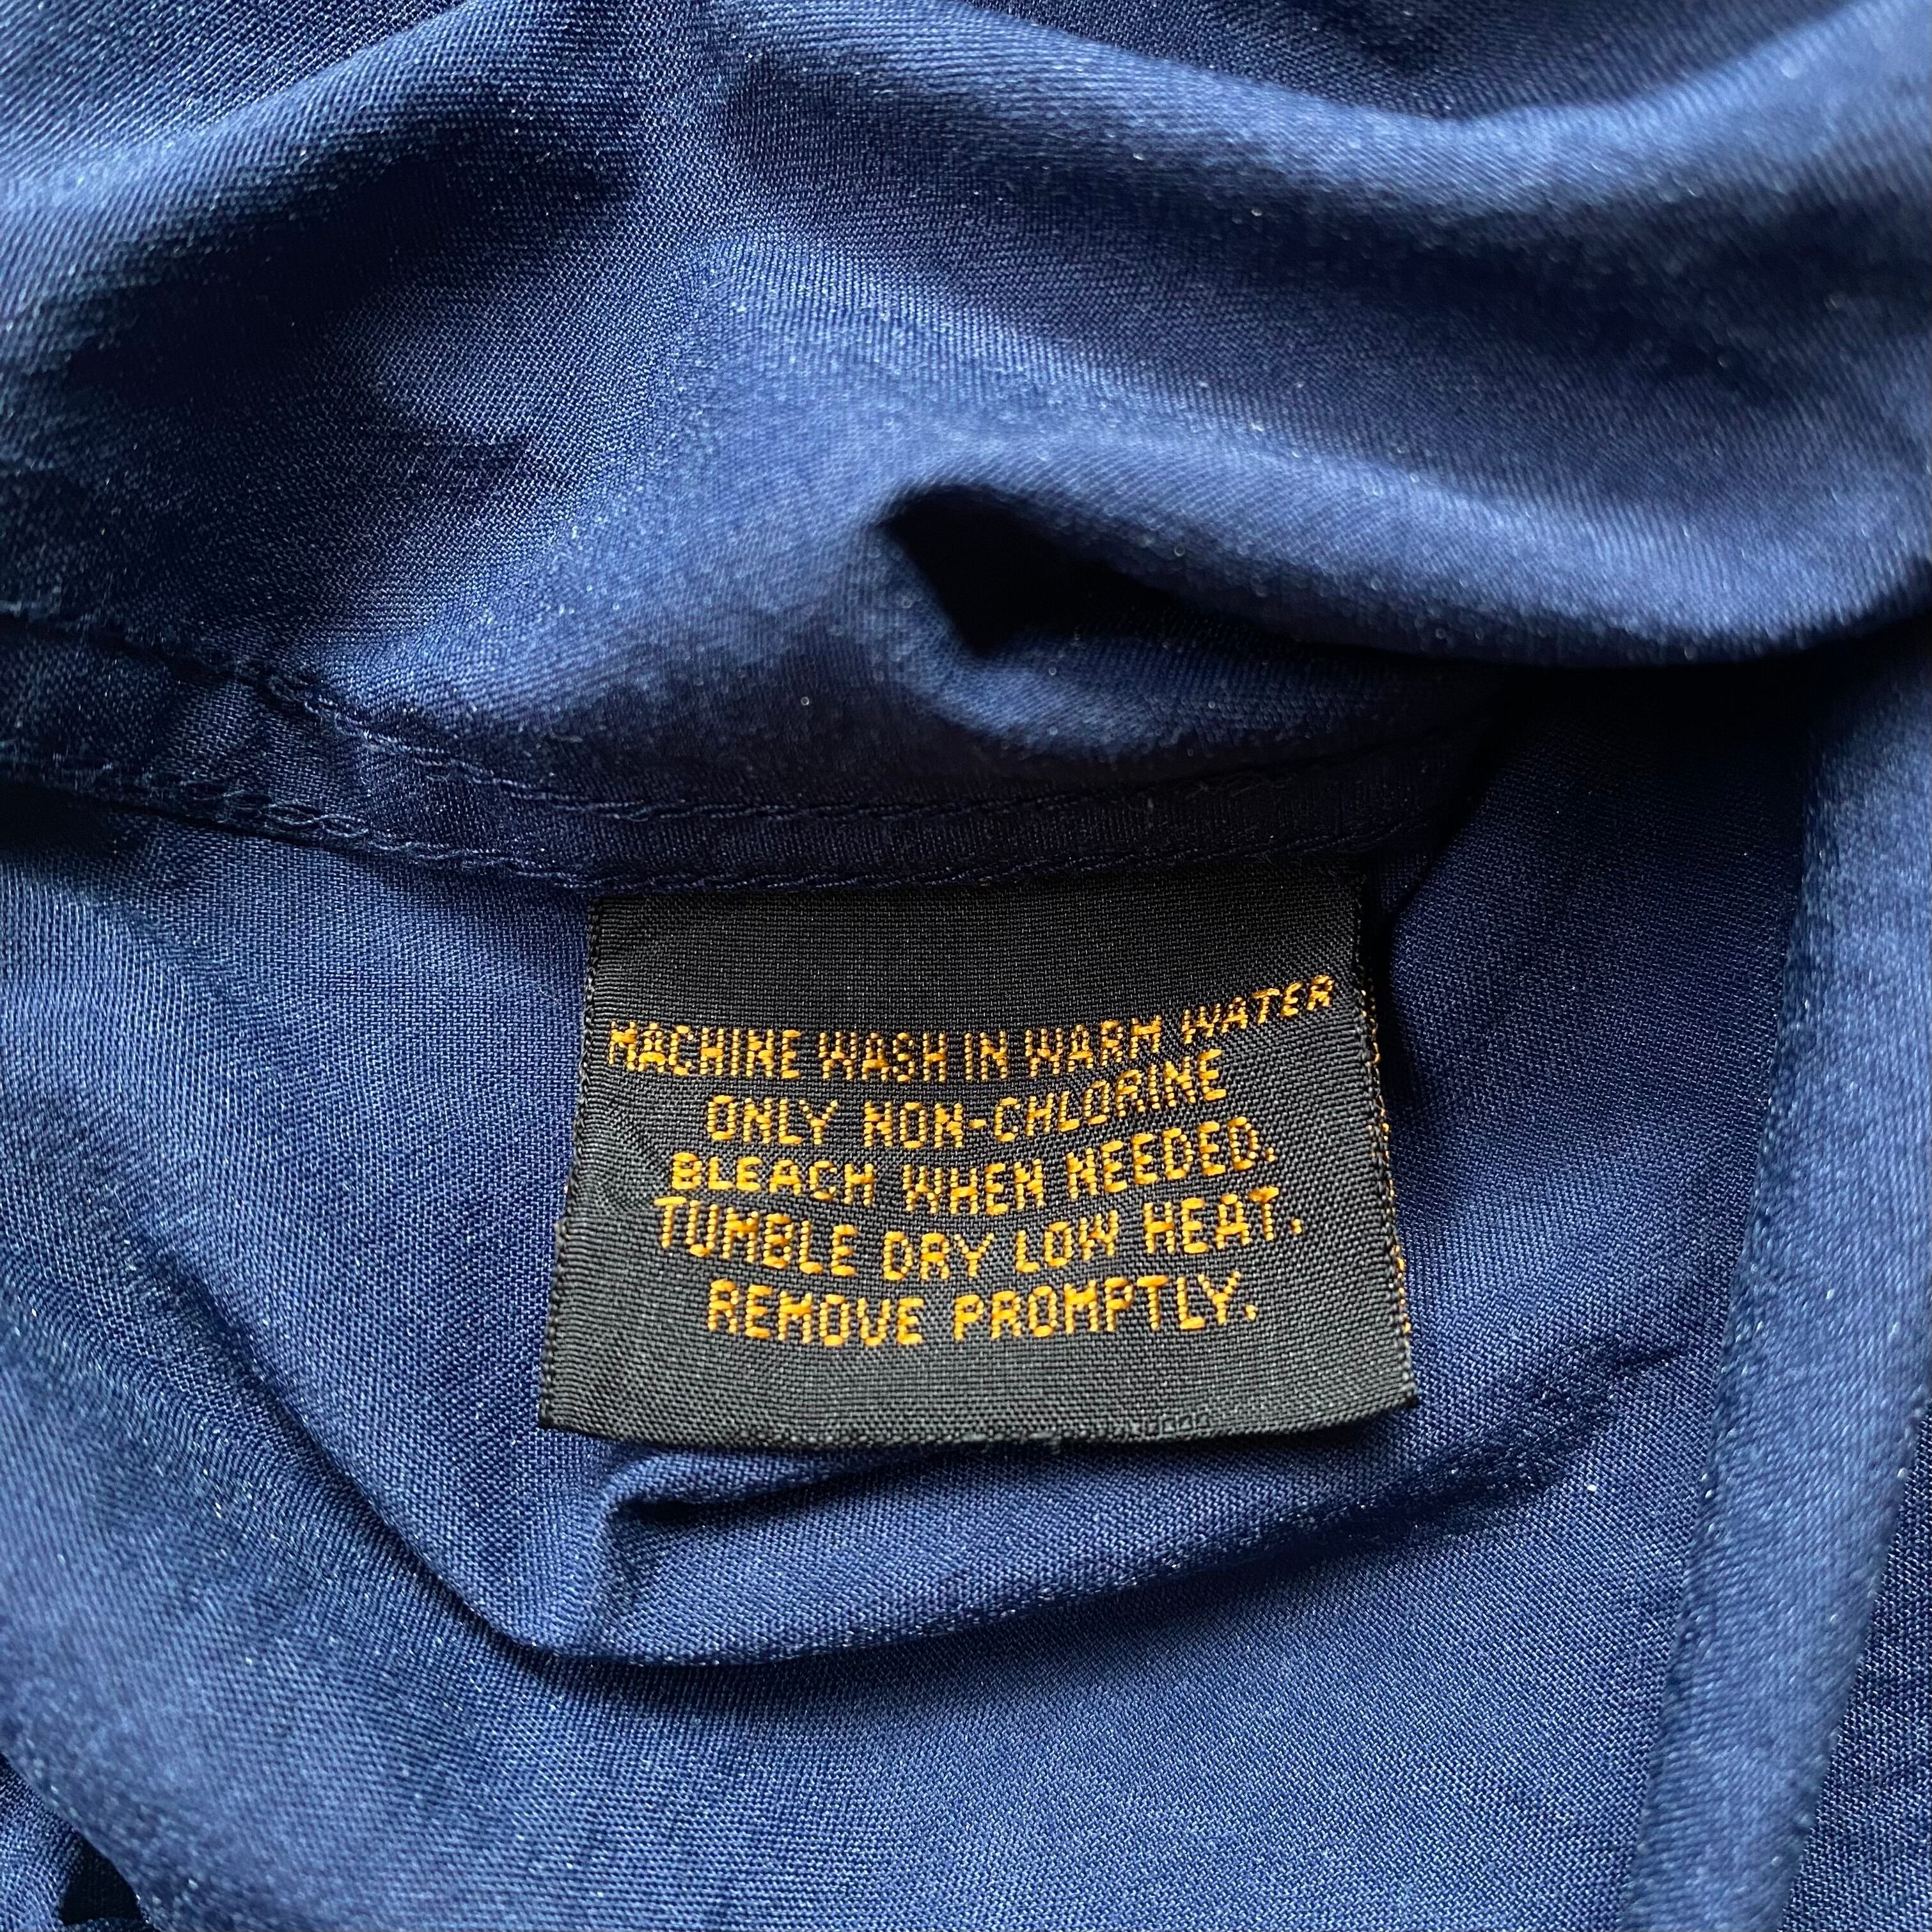 MACHINE WASH IN WARM WATER
ONLY NON-CHLORINE
BLEACH WHEN NEEDED.
TUMBLE DRY LOW HEAT.
REMOVE PROMPTLY.